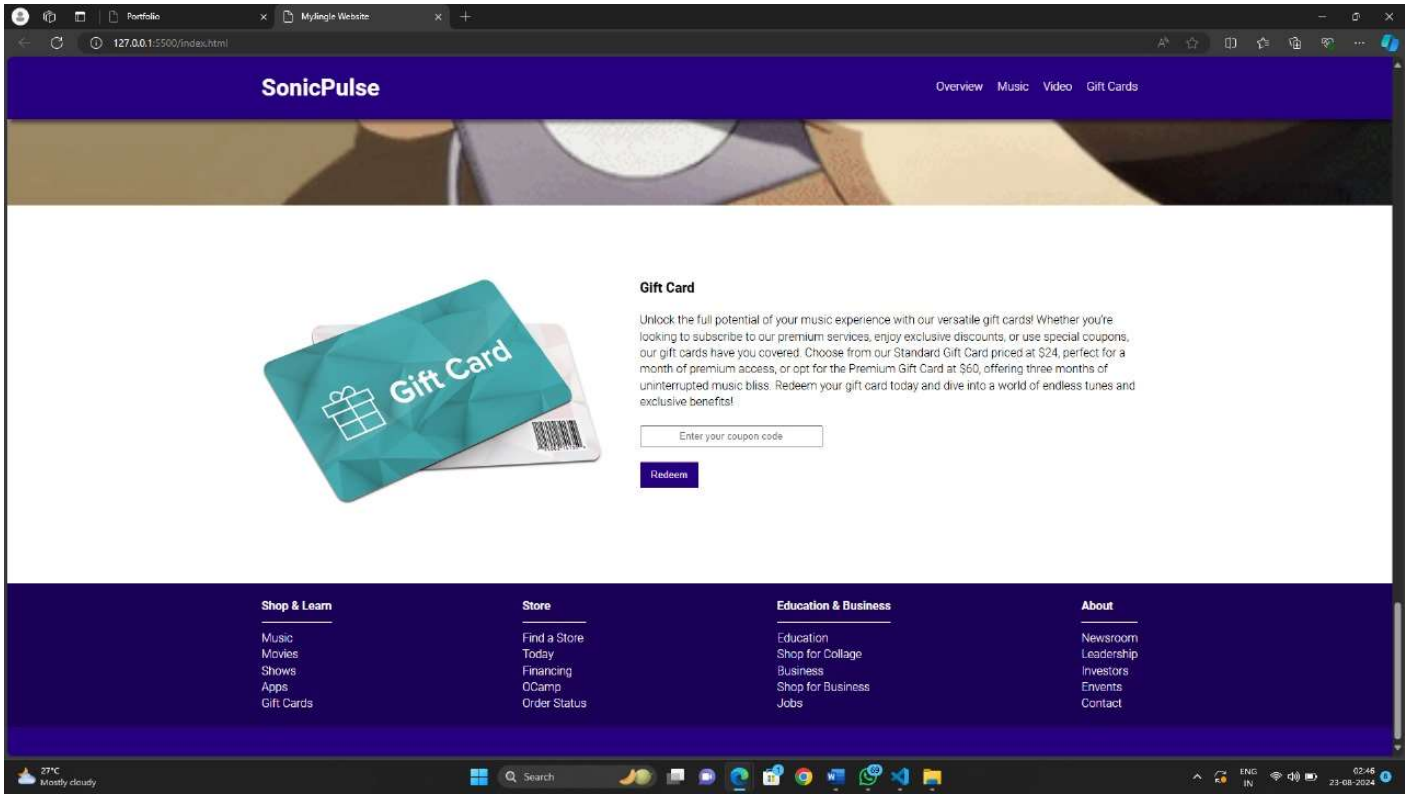 Portfolio
MyJingle Website
127.0.0.1:5500/index.html
SonicPulse
Overview Music Video Gift Cards
Gift Card
Gift Card
Unlock the full potential of your music experience with our versatile gift cards! Whether you're
looking to subscribe to our premium services, enjoy exclusive discounts, or use special coupons,
our gift cards have you covered. Choose from our Standard Gift Card priced at $24, perfect for a
month of premium access, or opt for the Premium Gift Card at $60, offering three months of
uninterrupted music bliss. Redeem your gift card today and dive into a world of endless tunes and
exclusive benefits!
Enter your coupon code
Redeem
Shop & Learn
Music
Movies
Shows
Apps
Gift Cards
Store
Find a Store
Today
Financing
OCamp
Order Status
Education & Business
Education
Shop for Collage
Business
Shop for Business
Jobs
About
Newsroom
Leadership
Investors
Envents
Contact
27°C
Mostly cloudy
Search
69
ENG
IN
02:46
23-08-2024